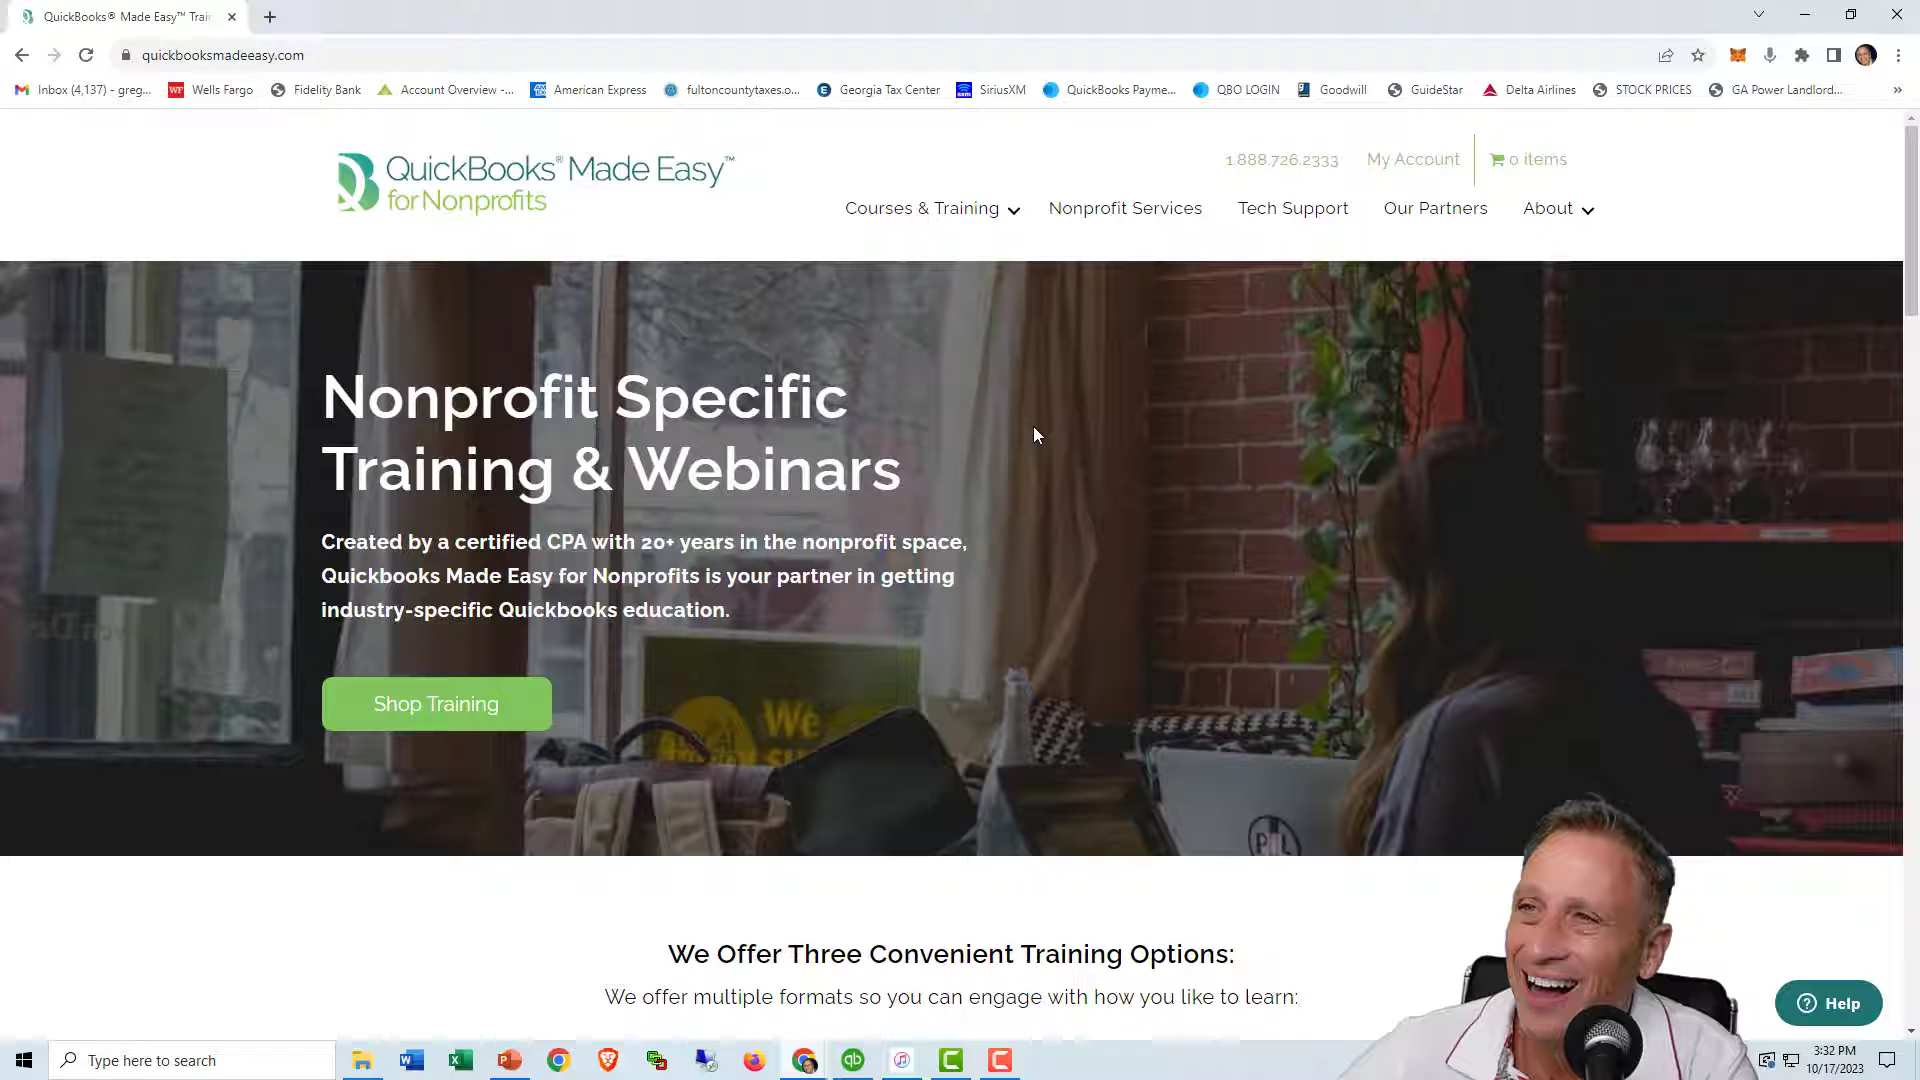 QuickBooks® Made Easy™ Trai
quickbooksmadeeasy.com
Inbox (4,137) - greg... Wells Fargo Fidelity Bank Account Overview -... American Express fultoncountytaxes.o... Georgia Tax Center SiriusXM QuickBooks Payme... QBO LOGIN Goodwill GuideStar Delta Airlines STOCK PRICES GA Power Landlord... »
QuickBooks® Made Easy™
for Nonprofits
1.888.726.2333 My Account 0 items
Courses & Training Nonprofit Services Tech Support Our Partners About
Nonprofit Specific
Training & Webinars
Created by a certified CPA with 20+ years in the nonprofit space,
Quickbooks Made Easy for Nonprofits is your partner in getting
industry-specific Quickbooks education.
Shop Training
We
We Offer Three Convenient Training Options:
We offer multiple formats so you can engage with how you like to learn:
Help
Type here to search
3:32 PM
10/17/2023